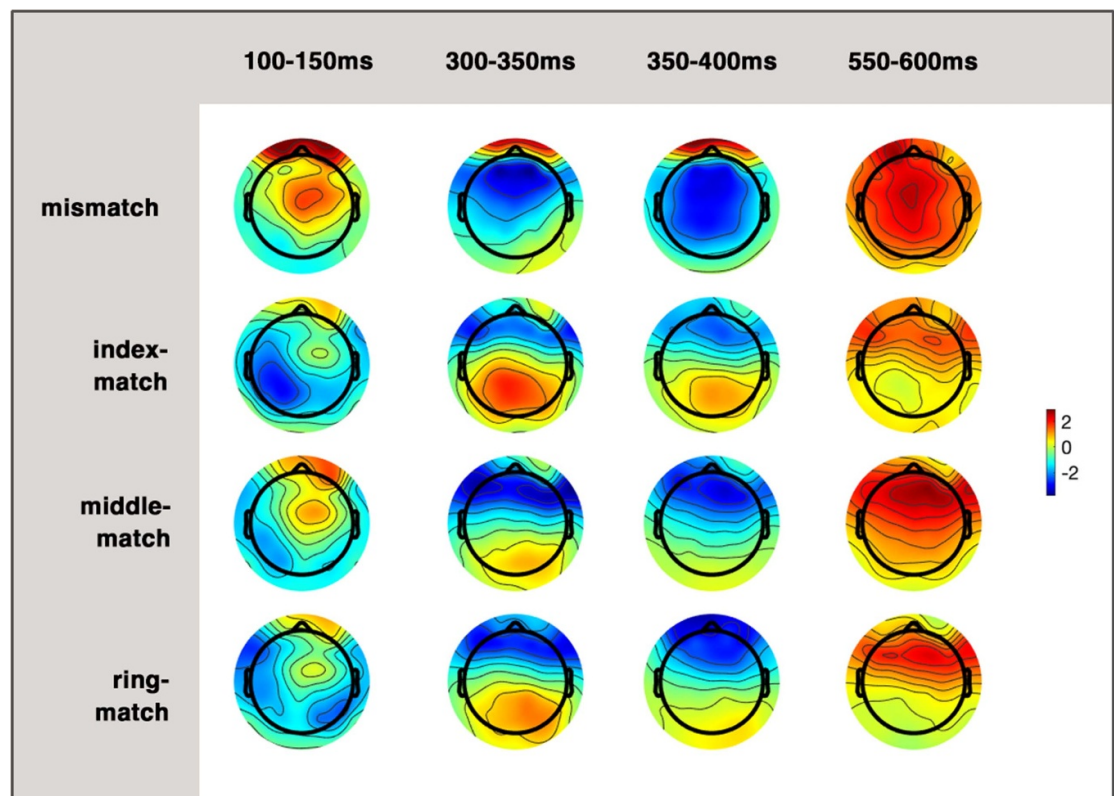 100-150ms 300-350ms 350-400ms 550-600ms
mismatch
index-
match
middle-
match
ring-
match
2
0
-2